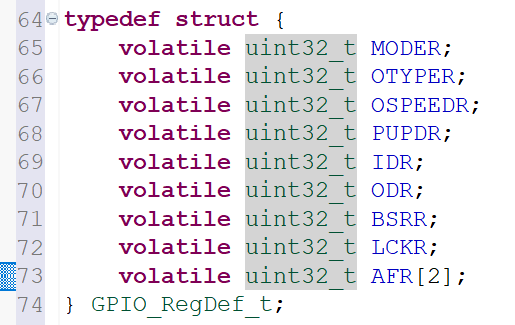 64 typedef struct {
65 volatile uint32_t MODER;
66 volatile uint32_t OTYPER;
67 volatile uint32_t OSPEEDR;
68 volatile uint32_t PUPDR;
69 volatile uint32_t IDR;
70 volatile uint32_t ODR;
71 volatile uint32_t BSRR;
72 volatile uint32_t LCKR;
73 volatile uint32_t AFR[2];
74 } GPIO_RegDef_t;